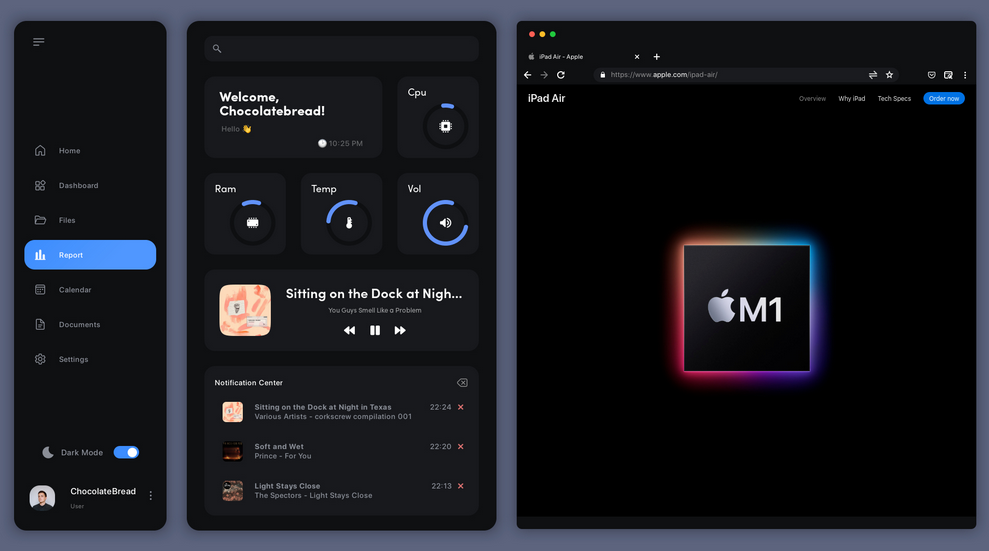 Home
Dashboard
Files
Report
Calendar
Documents
Settings
Dark Mode
ChocolateBread
User
Welcome,
Chocolatebread!
Hello 👋
10:25 PM
Cpu
Ram
Temp
Vol
Sitting on the Dock at Nigh...
You Guys Smell Like a Problem
Notification Center
Sitting on the Dock at Night in Texas 22:24
Various Artists - corkscrew compilation 001
Soft and Wet 22:20
Prince - For You
Light Stays Close 22:13
The Spectors - Light Stays Close
iPad Air - Apple
https://www.apple.com/ipad-air/
iPad Air Overview Why iPad Tech Specs Order now
M1